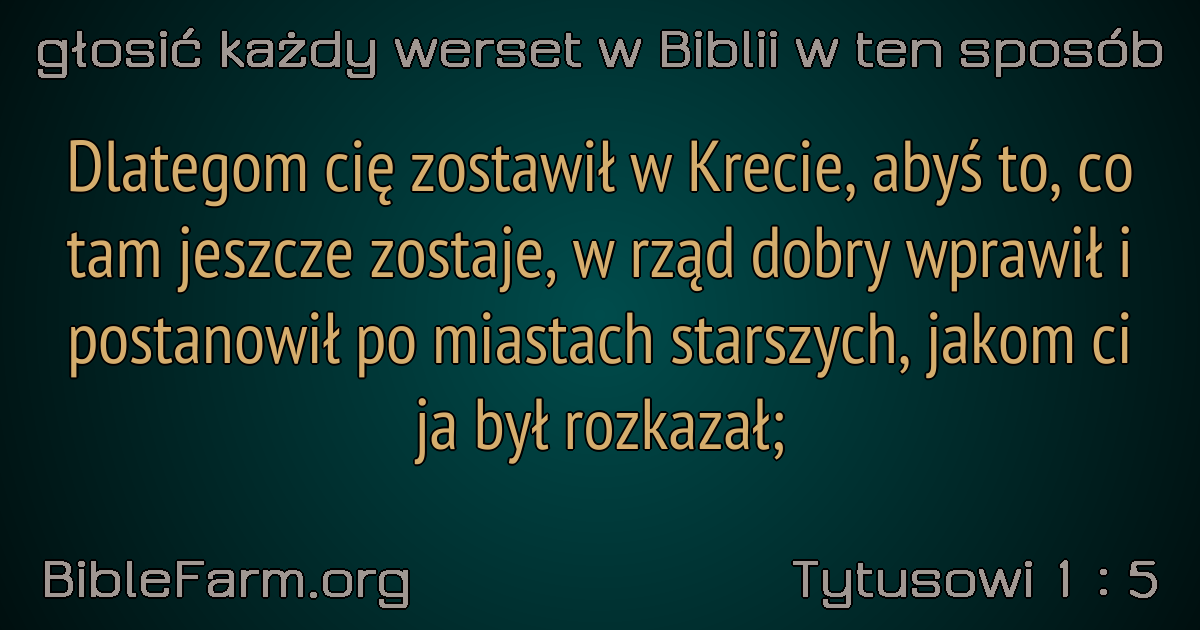 głosić każdy werset w Biblii w ten sposób
Dlategom cię zostawił w Krecie, abyś to, co
tam jeszcze zostaje, w rząd dobry wprawił i
postanowił po miastach starszych, jakom ci
ja był rozkazał;
BibleFarm.org
Tytusowi 1 : 5